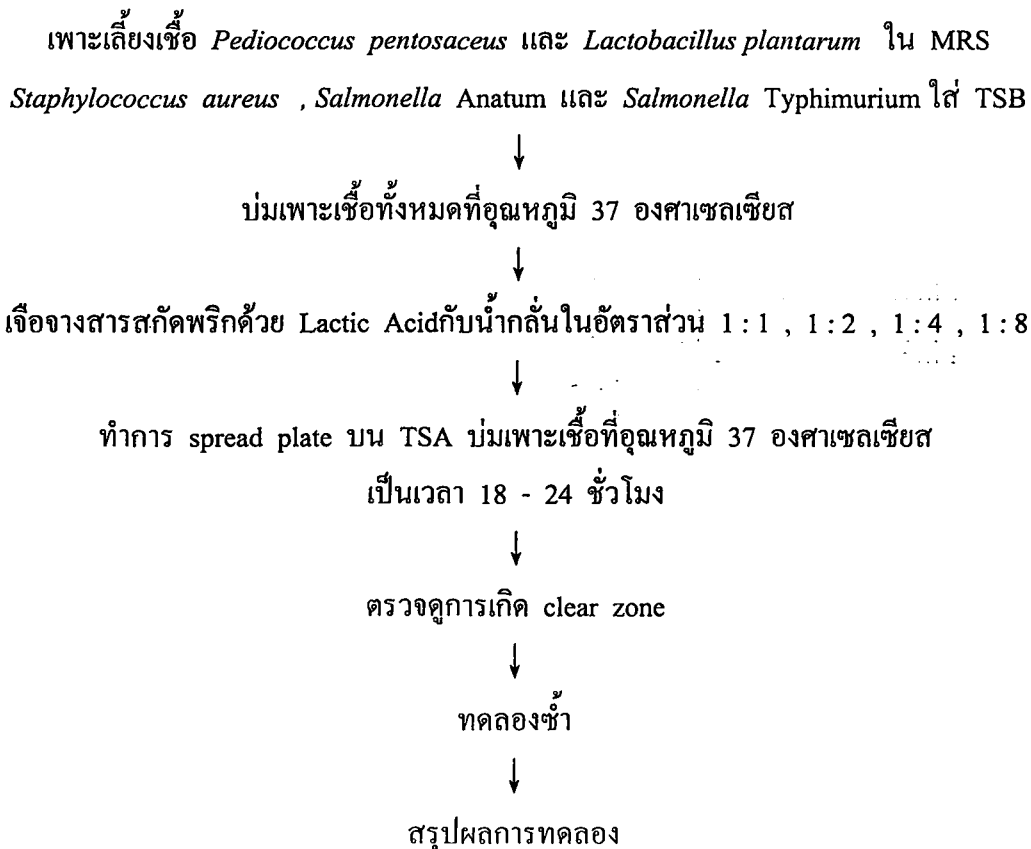 เพาะเลี้ยงเชื้อ Pediococcus pentosaceus และ Lactobacillus plantarum ใน MRS
Staphylococcus aureus , Salmonella Anatum และ Salmonella Typhimurium ใส่ TSB
↓
บ่มเพาะเชื้อทั้งหมดที่อุณหภูมิ 37 องศาเซลเซียส
↓
เจือจางสารสกัดพริกด้วย Lactic Acidกับน้ำกลั่นในอัตราส่วน 1 : 1 , 1 : 2 , 1 : 4 , 1 : 8
↓
ทำการ spread plate บน TSA บ่มเพาะเชื้อที่อุณหภูมิ 37 องศาเซลเซียส
เป็นเวลา 18 - 24 ชั่วโมง
↓
ตรวจดูการเกิด clear zone
↓
ทดลองซ้ำ
↓
สรุปผลการทดลอง